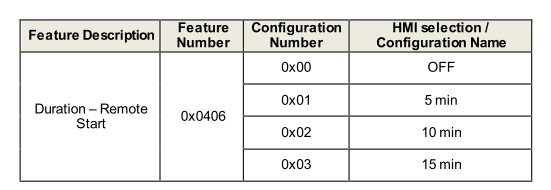 Feature Description
Feature
Number
Configuration
Number
HMI selection /
Configuration Name
Duration – Remote
Start
0x0406
0x00
OFF
0x01
5 min
0x02
10 min
0x03
15 min